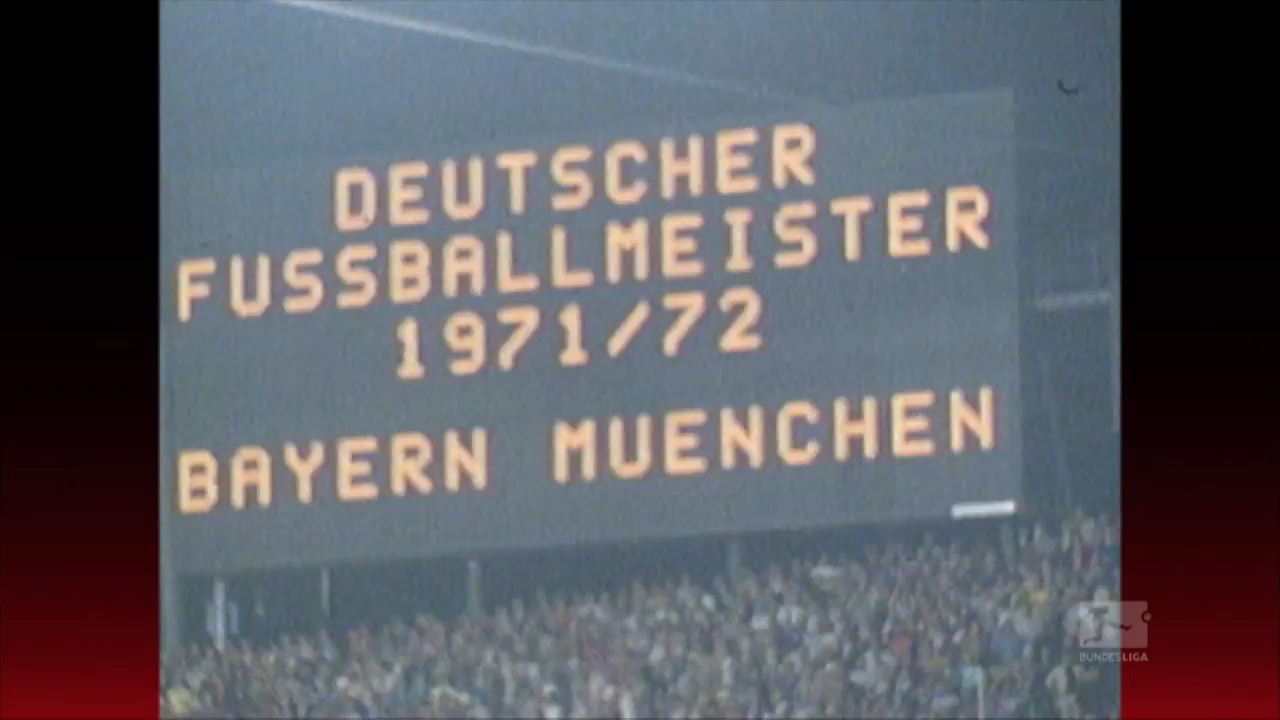 DEUTSCHER
FUSSBALLMEISTER
1971/72
BAYERN MUENCHEN
BUNDESLIGA